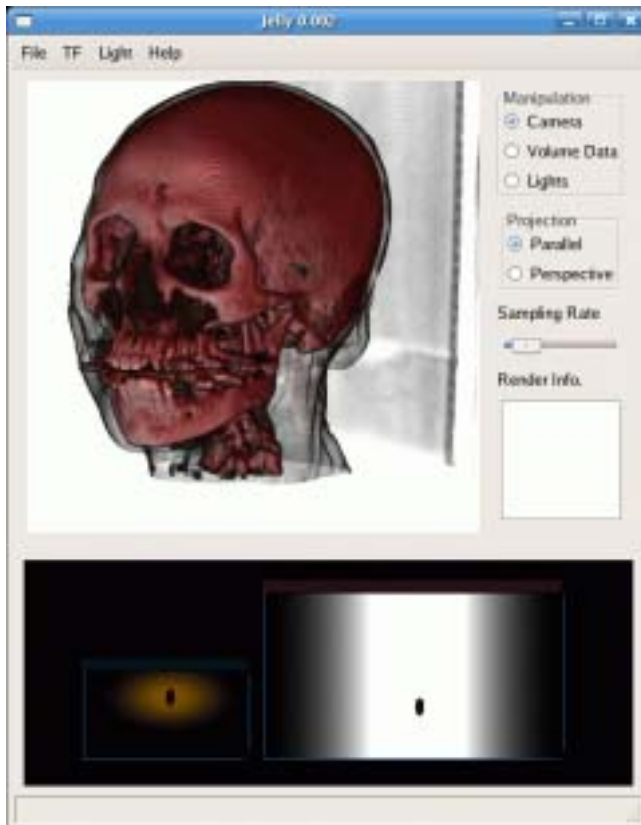 Jelly 0.002
File TF Light Help
Manipulation
Camera
Volume Data
Lights
Projection
Parallel
Perspective
Sampling Rate
Render Info.